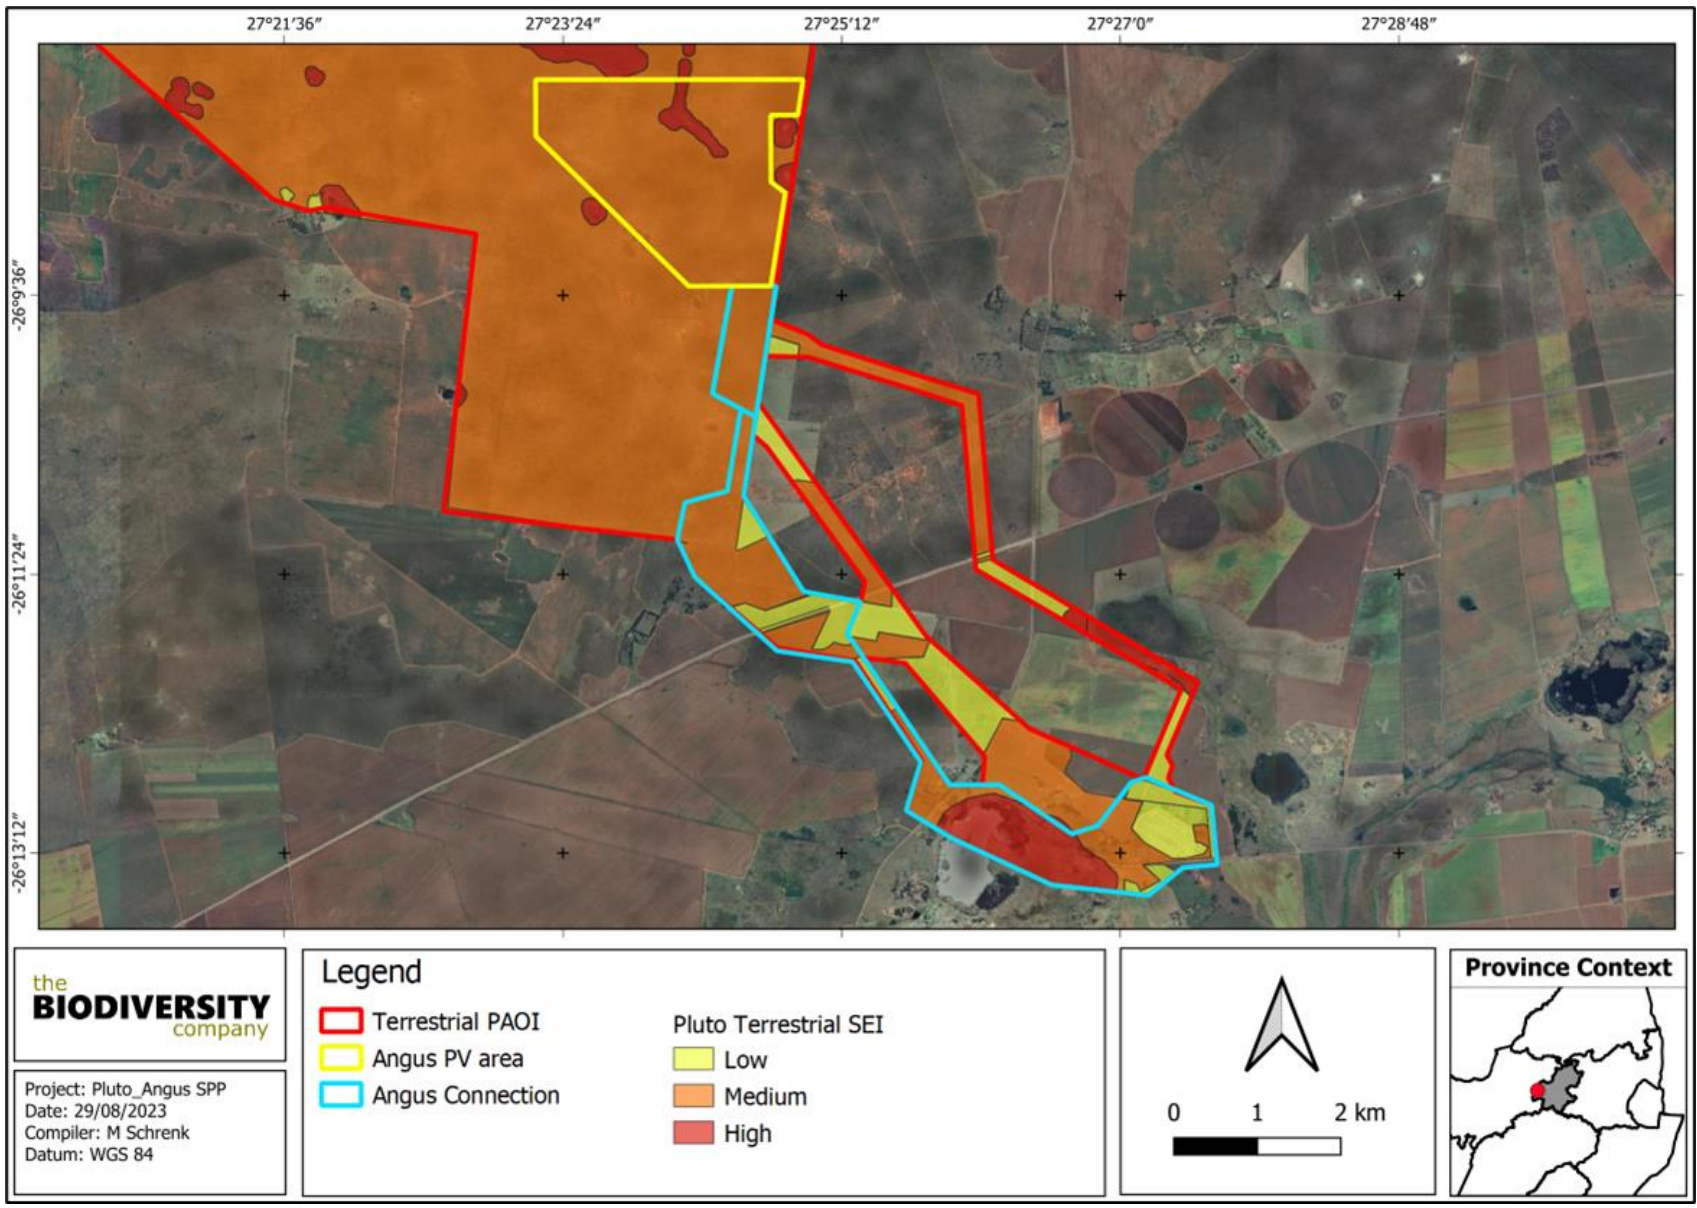 27°21'36"
27°23'24"
27°25'12"
27°27'0"
27°28'48"
-26°9'36"
-26°11'24"
-26°13'12"
the
BIODIVERSITY
company
Project: Pluto_Angus SPP
Date: 29/08/2023
Compiler: M Schrenk
Datum: WGS 84
Legend
Terrestrial PAOI
Angus PV area
Angus Connection
Pluto Terrestrial SEI
Low
Medium
High
0 1 2 km
Province Context